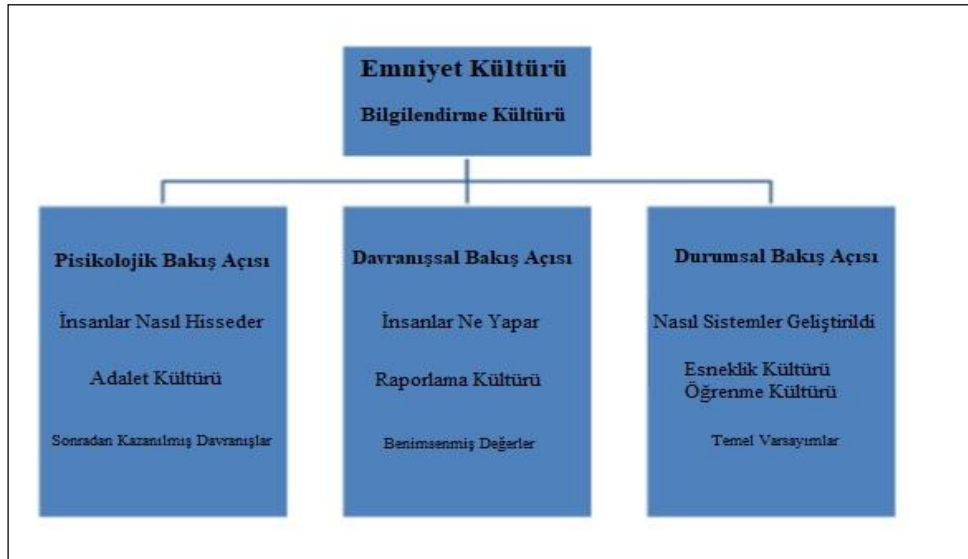 Emniyet Kültürü
Bilgilendirme Kültürü
Pisikolojik Bakış Açısı
İnsanlar Nasıl Hisseder
Adalet Kültürü
Sonradan Kazanılmış Davranışlar
Davranışsal Bakış Açısı
İnsanlar Ne Yapar
Raporlama Kültürü
Benimsenmiş Değerler
Durumsal Bakış Açısı
Nasıl Sistemler Geliştirildi
Esneklik Kültürü
Öğrenme Kültürü
Temel Varsayımlar